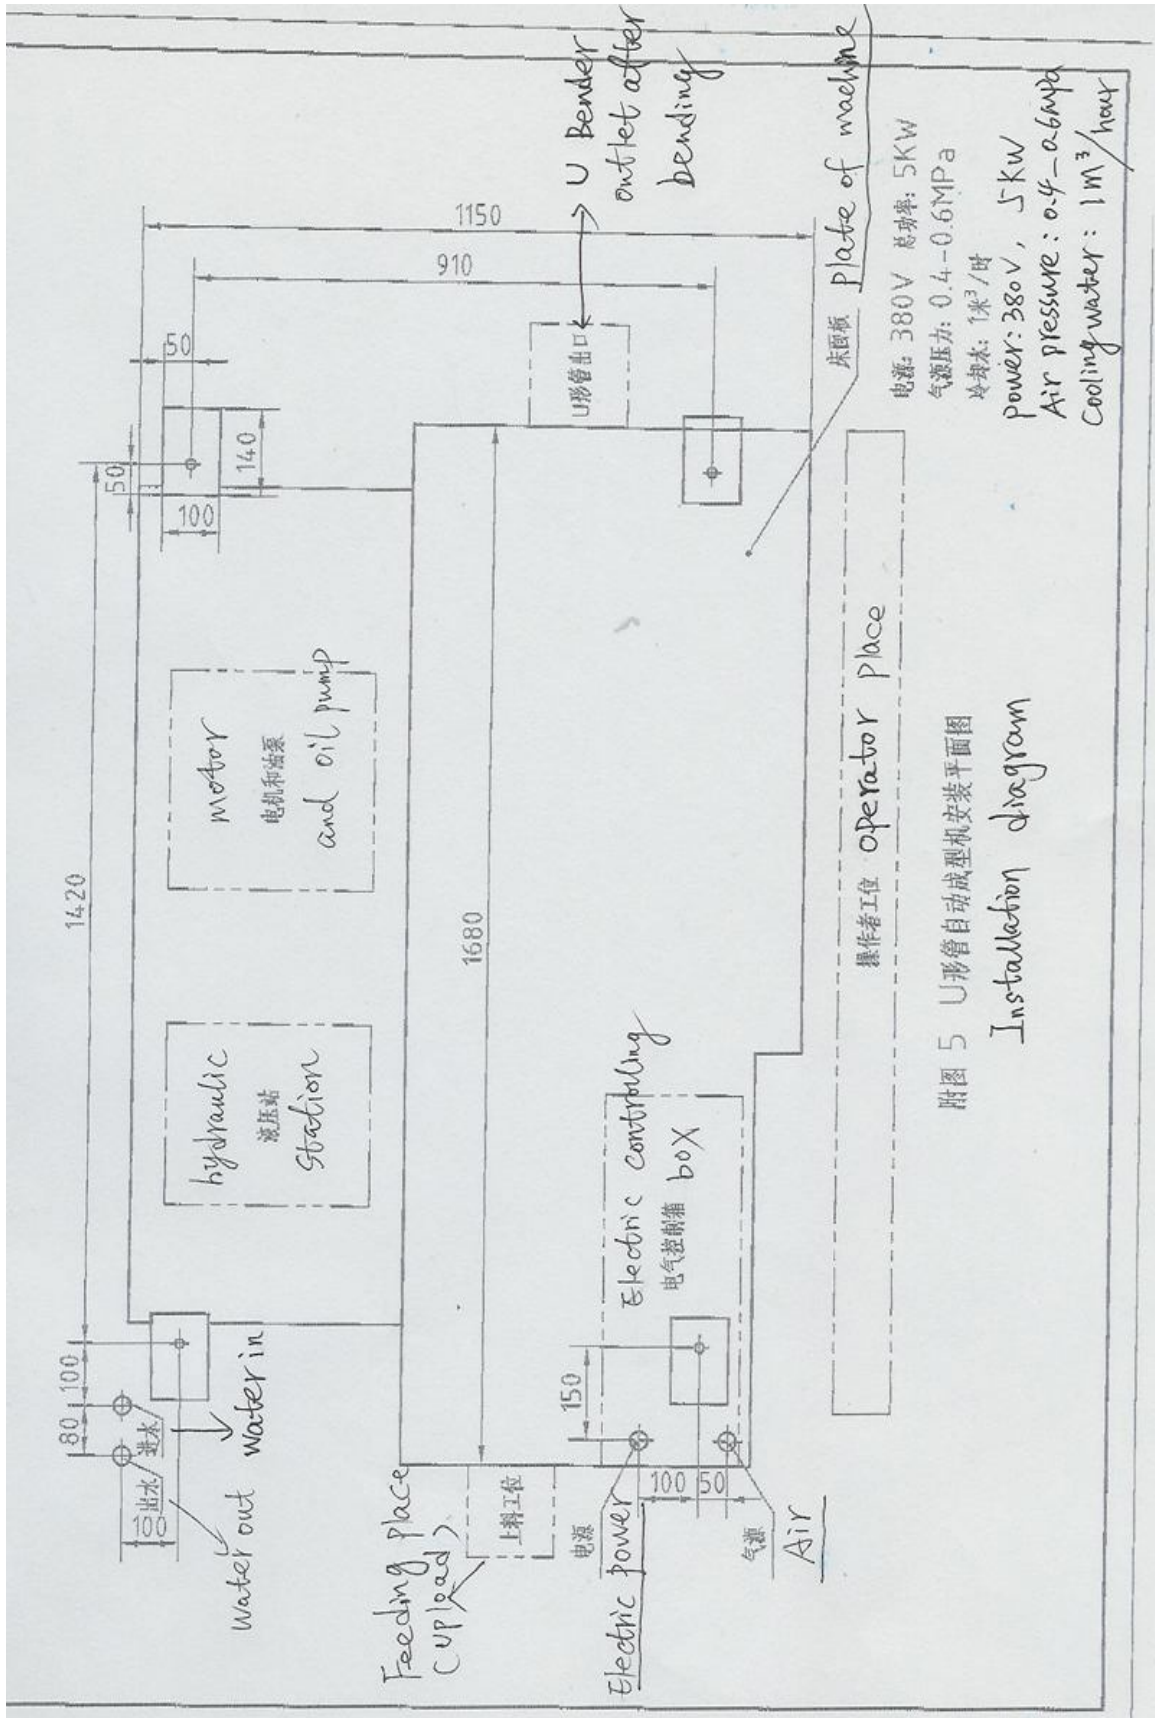 U Bender
outlet after
bending
plate of machine
床面板
1150
910
50
50
140
100
U形管出口
电源: 380V 总功率: 5KW
气源压力: 0.4-0.6MPa
冷却水: 1米³/时
power: 380V, 5KW
Air pressure: 0.4-0.6Mpa
Cooling water: 1m³/hour
1420
1680
motor
电机和油泵
and oil pump
hydraulic
液压站
Station
Electric controlling
电气控制箱 box
操作者工位 operator place
附图 5 U形管自动成型机安装平面图
Installation diagram
100
80
进水
Water in
出水
100
Water out
150
100
50
上料工位
Feeding place
(upload)
电源
Electric power
气源
Air